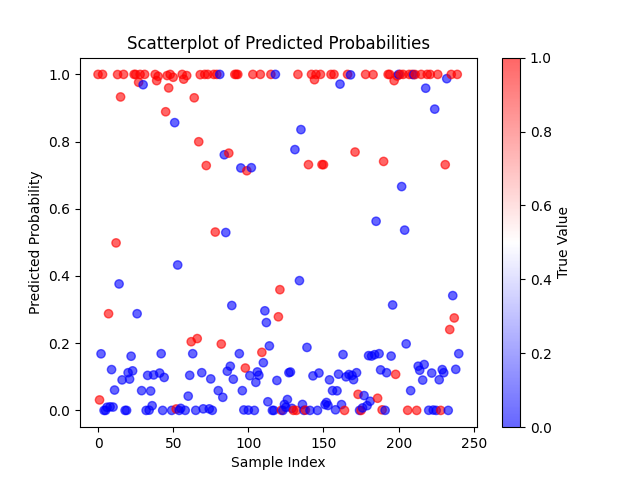 Scatterplot of Predicted Probabilities
Predicted Probability
1.0
0.8
0.6
0.4
0.2
0.0
0 50 100 150 200 250
Sample Index
1.0
0.8
0.6
0.4
0.2
0.0
True Value